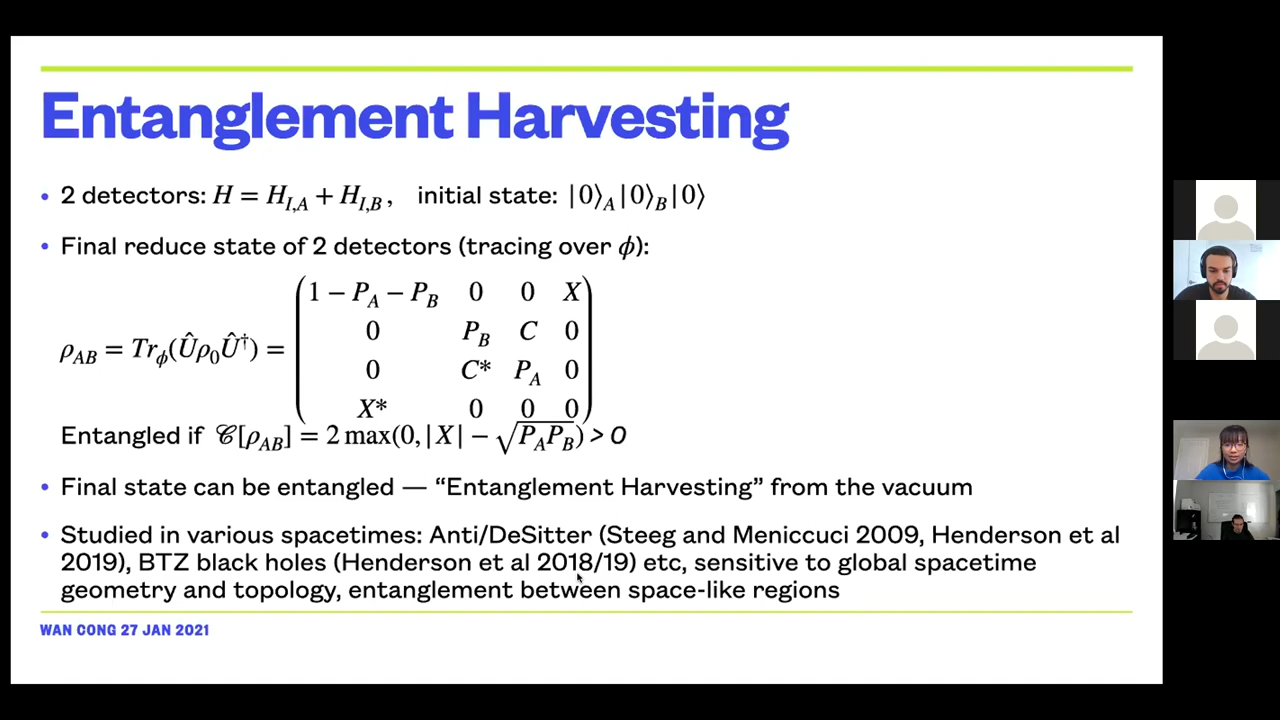 Entanglement Harvesting
• 2 detectors: H = H_{I,A} + H_{I,B}, initial state: |0⟩_A|0⟩_B|0⟩
• Final reduce state of 2 detectors (tracing over ϕ):
1 − P_A − P_B 0 0 X
0 P_B C 0
ρ_{AB} = Tr_ϕ(Ûρ_0Û†) =
0 C* P_A 0
X* 0 0 0
Entangled if 𝒞[ρ_{AB}] = 2 max(0, |X| − √P_AP_B) > 0
• Final state can be entangled — “Entanglement Harvesting” from the vacuum
• Studied in various spacetimes: Anti/DeSitter (Steeg and Meniccuci 2009, Henderson et al
2019), BTZ black holes (Henderson et al 2018/19) etc, sensitive to global spacetime
geometry and topology, entanglement between space-like regions
WAN CONG 27 JAN 2021